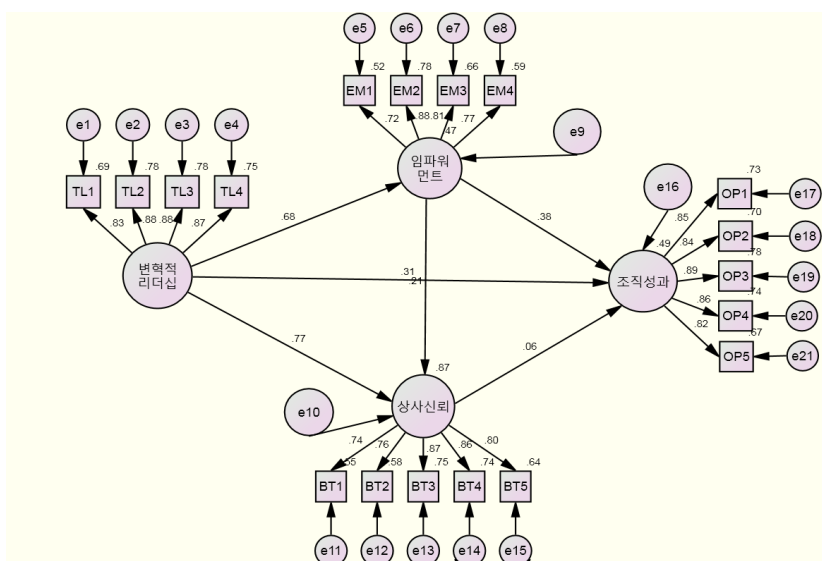 e5 e6 e7 e8
.52 .78 .66 .59
EM1 EM2 EM3 EM4
.72 .88 .81 .77
.47
e1 e2 e3 e4
.69 .78 .78 .75
TL1 TL2 TL3 TL4
.83 .88 .88 .87
임파워
먼트
e9
변혁적
리더십
.68
.38
.31
.21
.77
.06
e16
조직성과
.49
.73
.85
OP1
e17
.70
.84
OP2
e18
.78
.89
OP3
e19
.74
.86
OP4
e20
.67
.82
OP5
e21
.87
상사신뢰
e10
.74 .76 .87 .86 .80
.55 .58 .75 .74 .64
BT1 BT2 BT3 BT4 BT5
e11 e12 e13 e14 e15